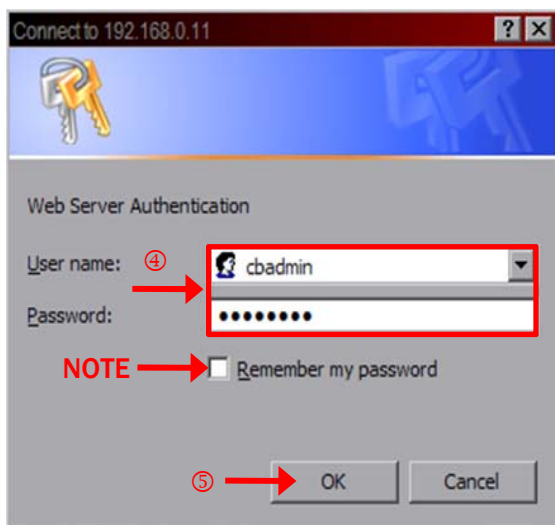 Connect to 192.168.0.11
? X
Web Server Authentication
User name: ④ cbadmin
Password: ••••••••
NOTE Remember my password
⑤ OK Cancel